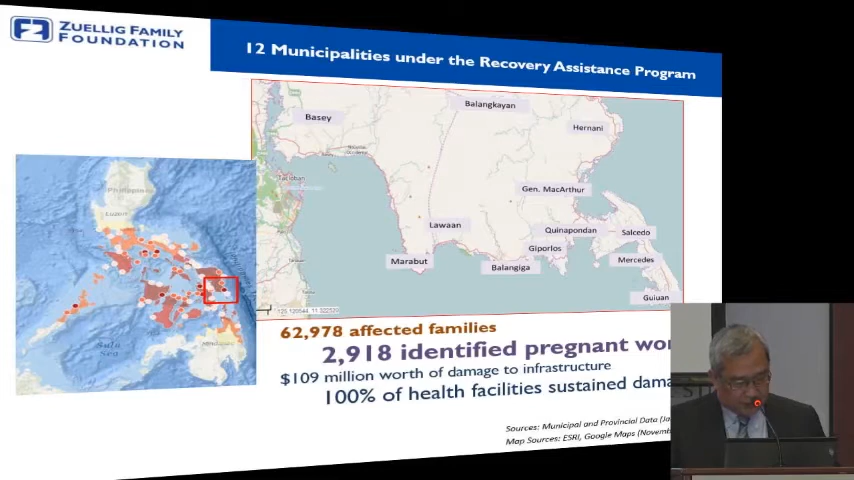 ZUELLIG FAMILY
FOUNDATION
12 Municipalities under the Recovery Assistance Program
Basey
Balangkayan
Hernani
Tacloban
Gen. MacArthur
Lawaan
Quinapondan
Salcedo
Giporlos
Marabut
Balangiga
Mercedes
Guiuan
Philippines
Luzon
Sulu
Sea
62,978 affected families
2,918 identified pregnant wo
$109 million worth of damage to infrastructure
100% of health facilities sustained dama
Sources: Municipal and Provincial Data (Ja
Map Sources: ESRI, Google Maps (Novem